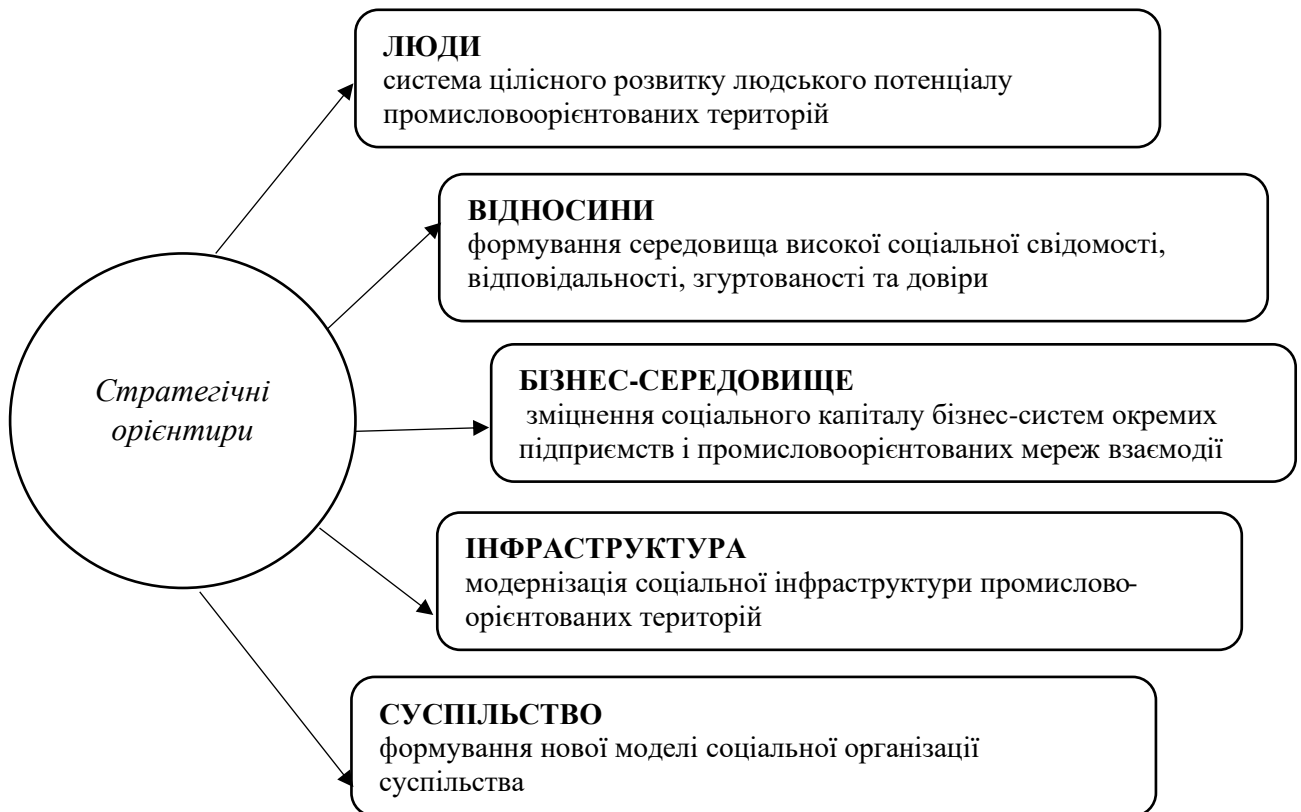 ЛЮДИ
система цілісного розвитку людського потенціалу
промисловоорієнтованих територій
ВІДНОСИНИ
формування середовища високої соціальної свідомості,
відповідальності, згуртованості та довіри
Стратегічні
орієнтири
БІЗНЕС-СЕРЕДОВИЩЕ
зміцнення соціального капіталу бізнес-систем окремих
підприємств і промисловоорієнтованих мереж взаємодії
ІНФРАСТРУКТУРА
модернізація соціальної інфраструктури промислово-
орієнтованих територій
СУСПІЛЬСТВО
формування нової моделі соціальної організації
суспільства